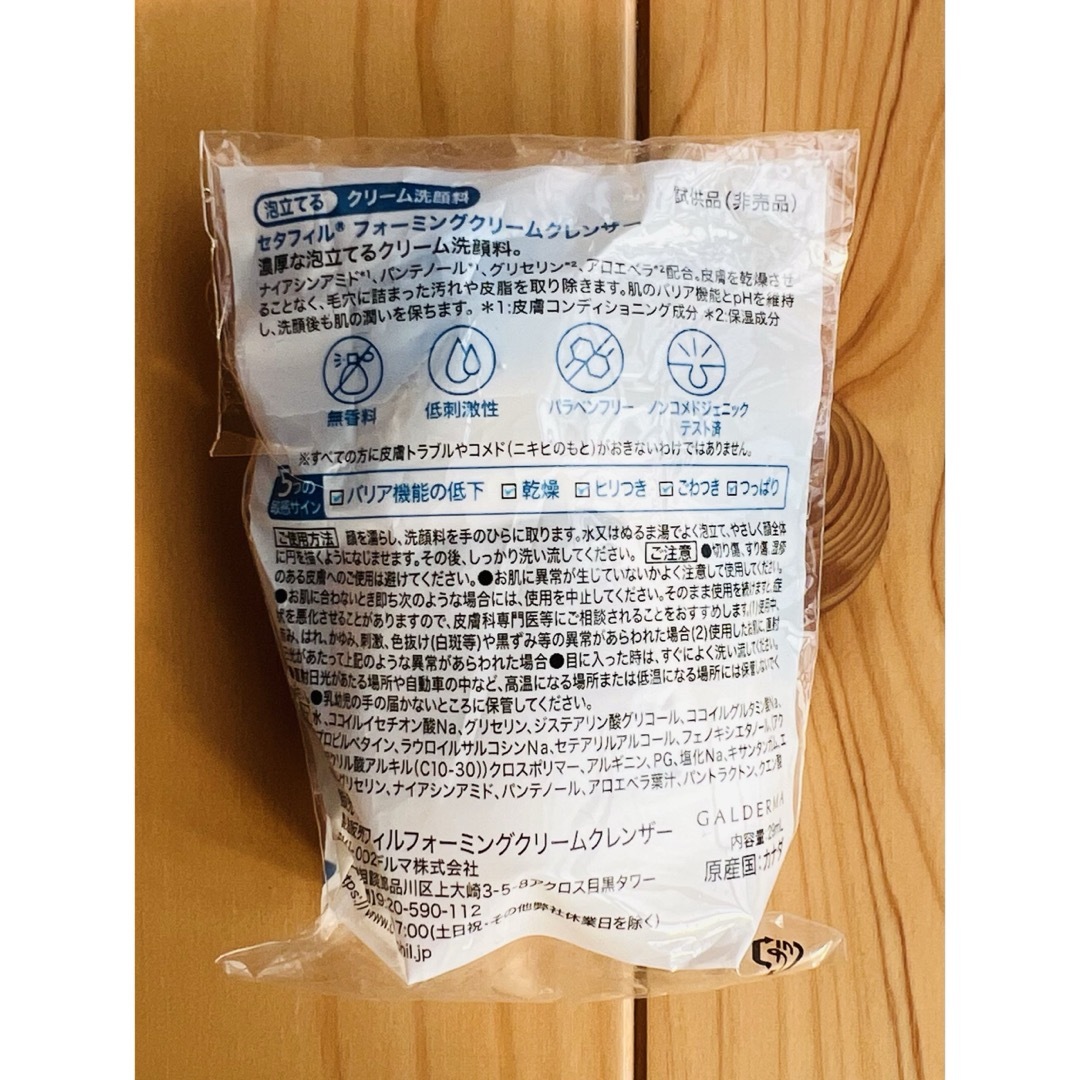 泡立てる クリーム洗顔料 試供品(非売品)
セタフィル® フォーミングクリームクレンザー
濃厚な泡立てるクリーム洗顔料。
ナイアシンアミド*1、パンテノール*1、グリセリン*2、アロエベラ*2配合。皮膚を乾燥させ
ることなく、毛穴に詰まった汚れや皮脂を取り除きます。肌のバリア機能とpHを維持
し、洗顔後も肌の潤いを保ちます。 *1:皮膚コンディショニング成分 *2:保湿成分
無香料
低刺激性
パラベンフリー
ノンコメドジェニック
テスト済
※すべての方に皮膚トラブルやコメド(ニキビのもと)がおきないわけではありません。
5つの
敏感サイン
バリア機能の低下 乾燥 ヒリつき ごわつき つっぱり
ご使用方法 顔を濡らし、洗顔料を手のひらに取ります。水又はぬるま湯でよく泡立て、やさしく顔全体
に円を描くようになじませます。その後、しっかり洗い流してください。 ご注意 ●切り傷、すり傷、湿疹
のある皮膚へのご使用は避けてください。●お肌に異常が生じていないかよく注意して使用してください。
●お肌に合わないとき即ち次のような場合には、使用を中止してください。そのまま使用を続けますと、症
状を悪化させることがありますので、皮膚科専門医等にご相談されることをおすすめします。(1)使用中、
赤み、はれ、かゆみ、刺激、色抜け(白斑等)や黒ずみ等の異常があらわれた場合(2)使用したお肌に、直射
日光があたって上記のような異常があらわれた場合●目に入った時は、すぐによく洗い流してください。
直射日光があたる場所や自動車の中など、高温になる場所または低温になる場所には保管しないでく
●乳幼児の手の届かないところに保管してください。
水、ココイルイセチオン酸Na、グリセリン、ジステアリン酸グリコール、ココイルグルタミン酸Na、
プロピルベタイン、ラウロイルサルコシンNa、セテアリルアルコール、フェノキシエタノール、(アク
リル酸アルキル(C10-30))クロスポリマー、アルギニン、PG、塩化Na、キサンタンガム、エ
グリセリン、ナイアシンアミド、パンテノール、アロエベラ葉汁、パントラクトン、クエン酸
フィルフォーミングクリームクレンザー
GALDERMA
デルマ株式会社
内容量:29mL
品川区上大崎3-5-8アクロス目黒タワー
原産国:カナダ
20-590-112
7:00(土日祝・その他弊社休業日を除く)
hil.jp